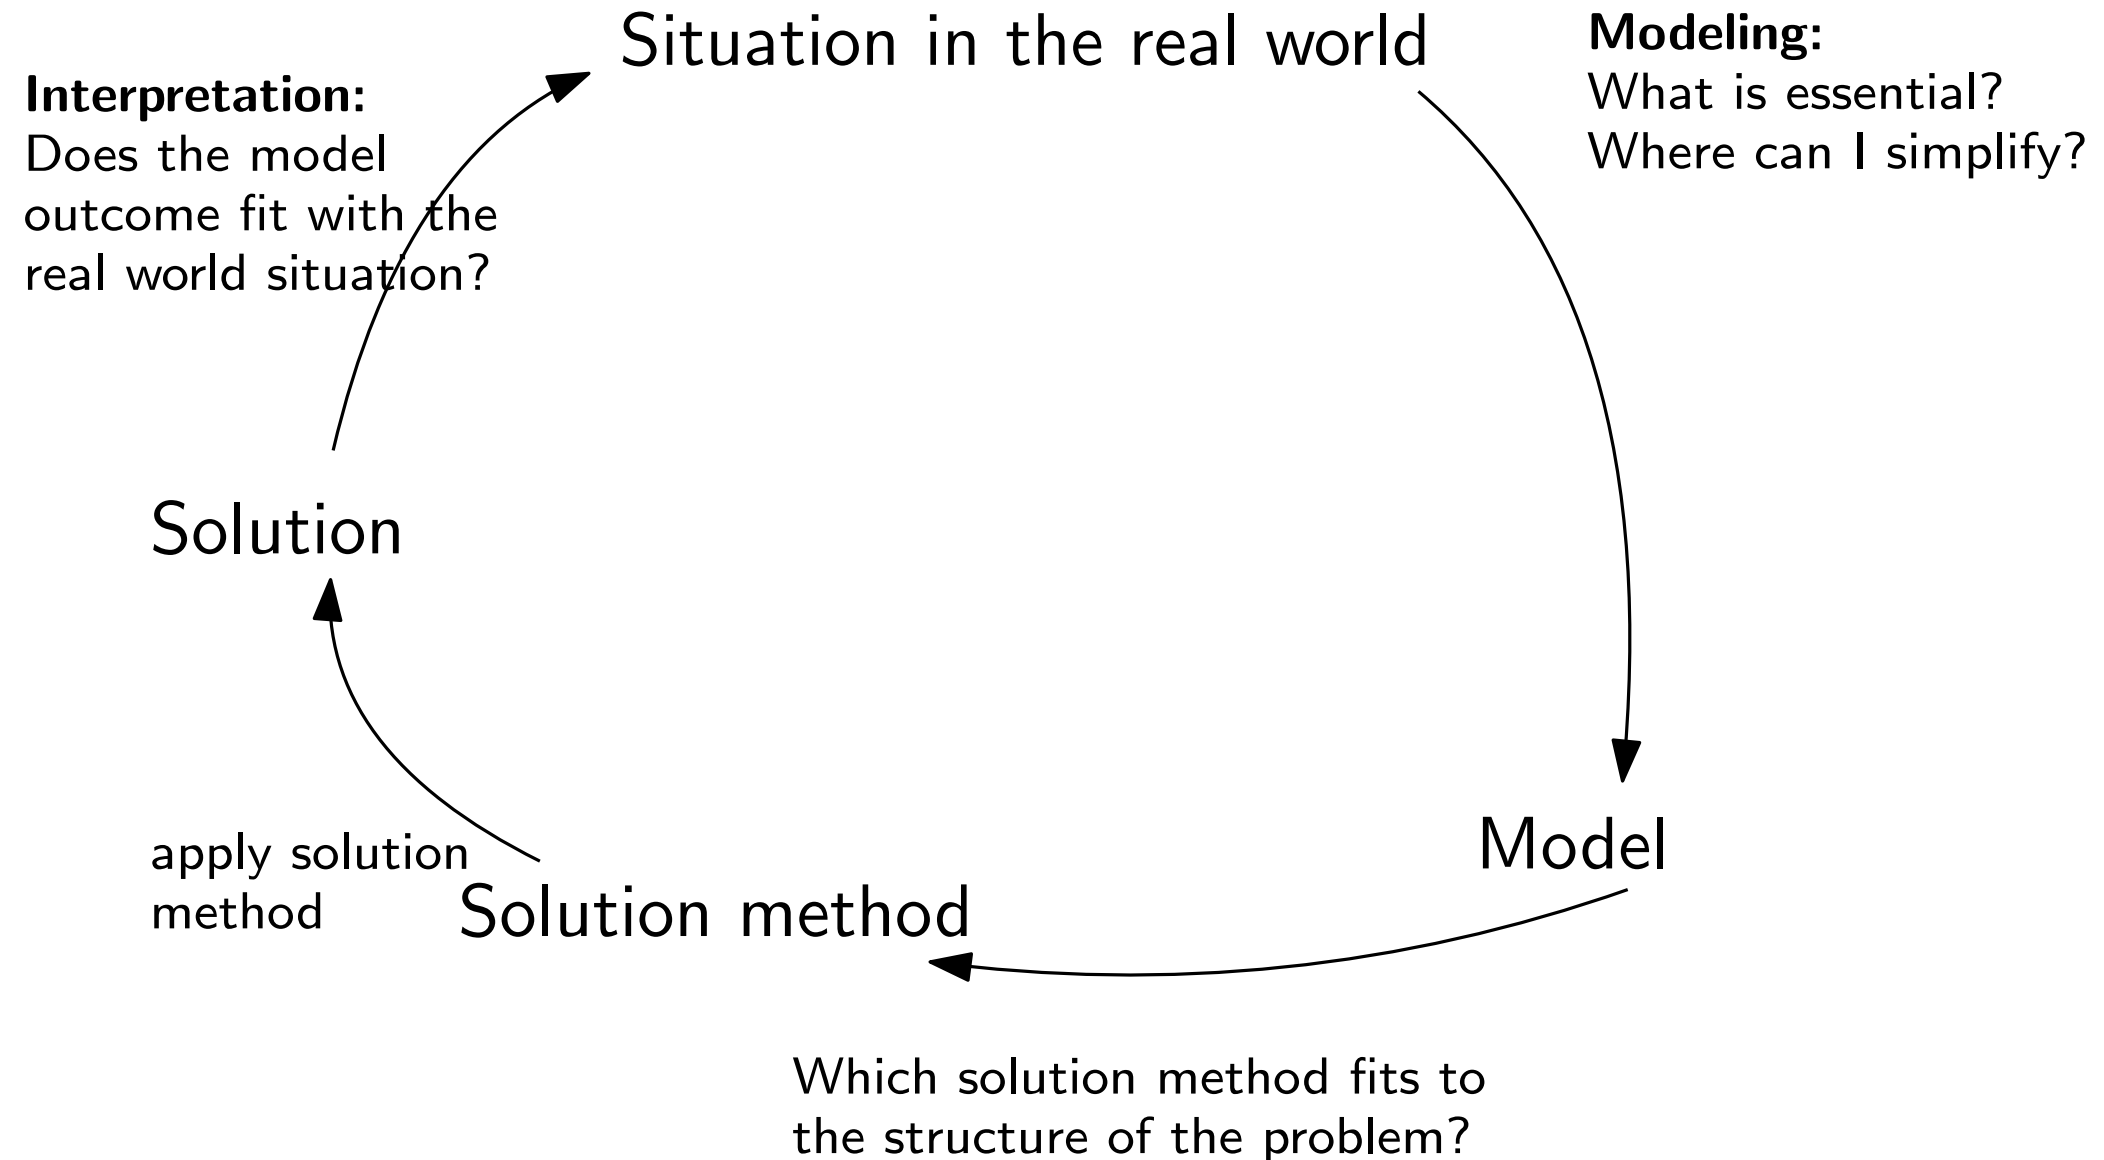 Situation in the real world
Modeling:
What is essential?
Where can I simplify?
Interpretation:
Does the model
outcome fit with the
real world situation?
Solution
Model
apply solution
method
Solution method
Which solution method fits to
the structure of the problem?